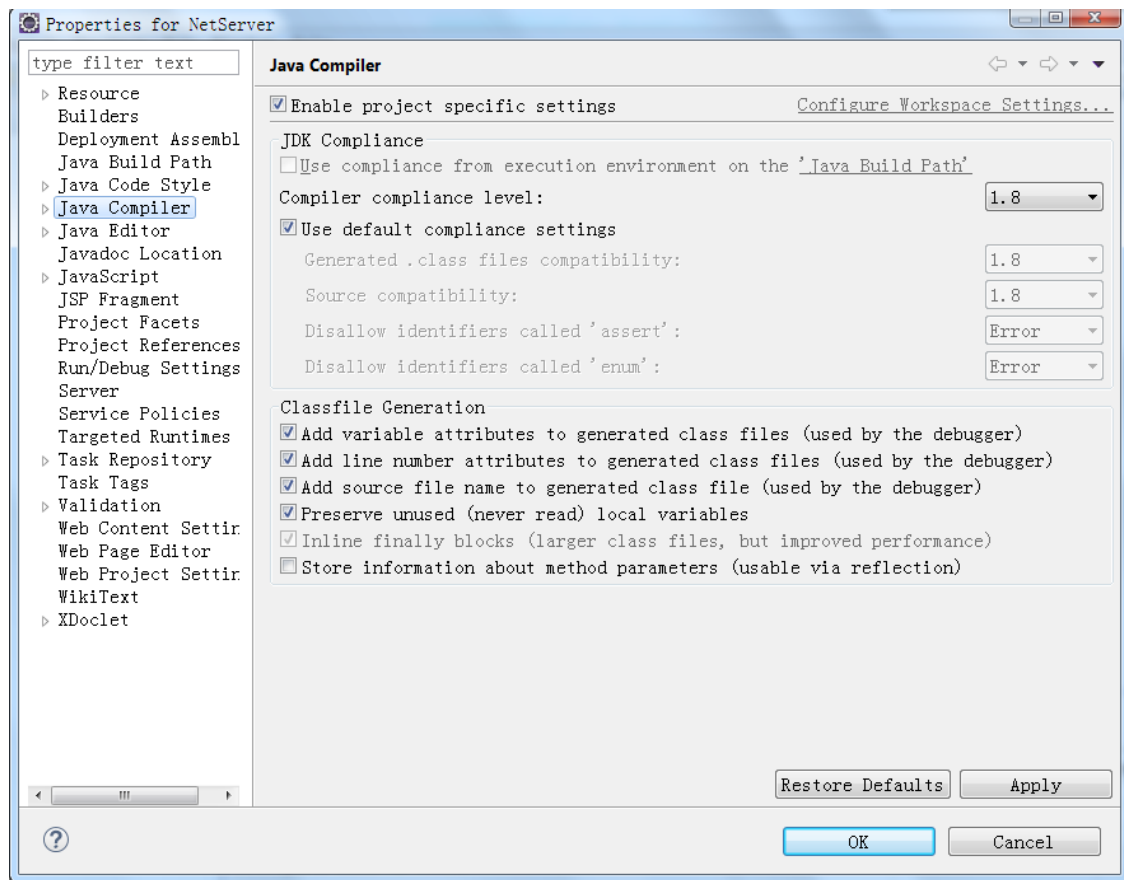 Properties for NetServer
type filter text
Resource
Builders
Deployment Assembl
Java Build Path
Java Code Style
Java Compiler
Java Editor
Javadoc Location
JavaScript
JSP Fragment
Project Facets
Project References
Run/Debug Settings
Server
Service Policies
Targeted Runtimes
Task Repository
Task Tags
Validation
Web Content Settin
Web Page Editor
Web Project Settin
WikiText
XDoclet
Java Compiler
Enable project specific settings
Configure Workspace Settings...
JDK Compliance
Use compliance from execution environment on the 'Java Build Path'
Compiler compliance level: 1.8
Use default compliance settings
Generated .class files compatibility: 1.8
Source compatibility: 1.8
Disallow identifiers called 'assert': Error
Disallow identifiers called 'enum': Error
Classfile Generation
Add variable attributes to generated class files (used by the debugger)
Add line number attributes to generated class files (used by the debugger)
Add source file name to generated class file (used by the debugger)
Preserve unused (never read) local variables
Inline finally blocks (larger class files, but improved performance)
Store information about method parameters (usable via reflection)
Restore Defaults
Apply
?
OK
Cancel